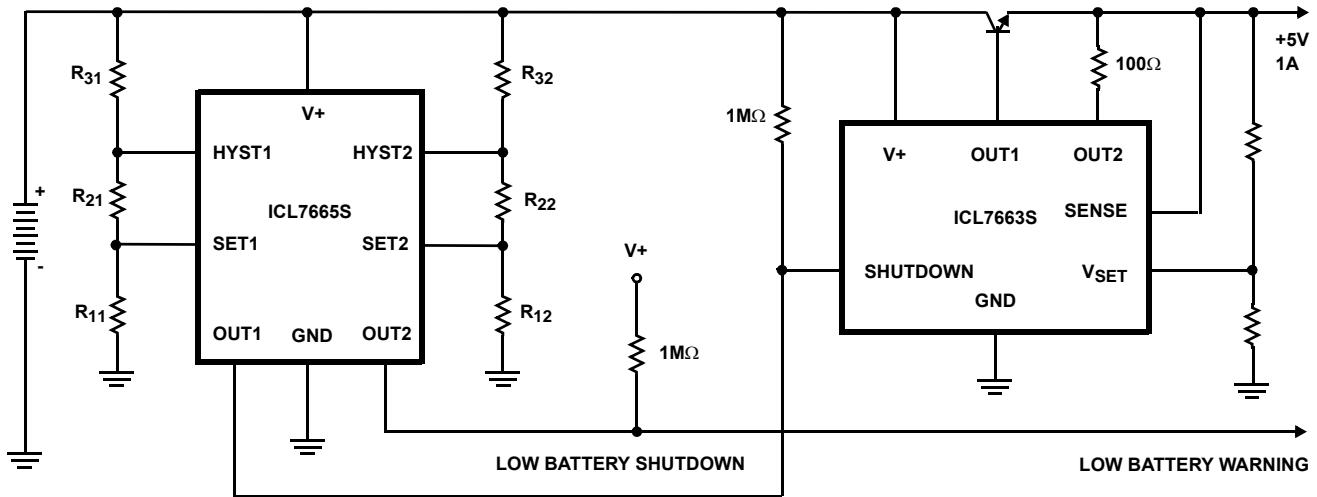 +
-
R31
R21
R11
V+
HYST1
HYST2
ICL7665S
SET1
SET2
OUT1
GND
OUT2
R32
R22
R12
V+
1MΩ
1MΩ
V+
OUT1
OUT2
SENSE
ICL7663S
SHUTDOWN
VSET
GND
100Ω
+5V
1A
LOW BATTERY SHUTDOWN
LOW BATTERY WARNING